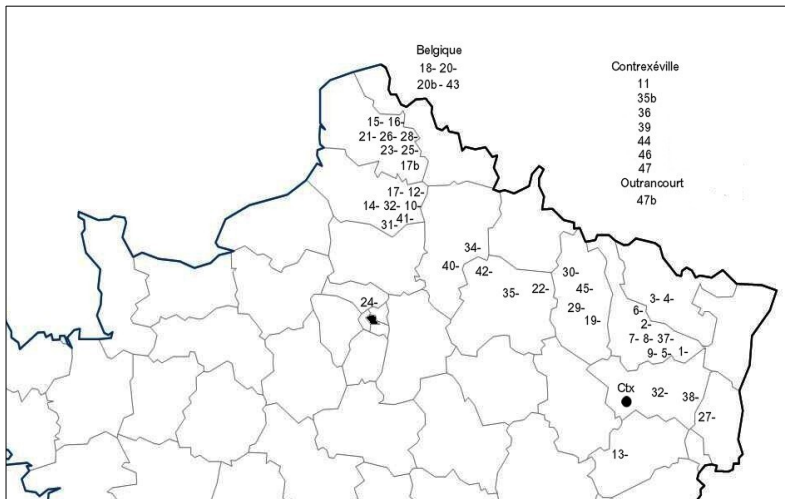 Belgique
18- 20-
20b - 43
Contrexéville
11
35b
36
39
44
46
47
Outrancourt
47b
15- 16-
21- 26- 28-
23- 25-
17b
17- 12-
14- 32- 10-
41-
31-
34-
40-
42-
35-
22-
30-
45-
29-
19-
24-
3- 4-
6-
2-
7- 8- 37-
9- 5- 1-
Ctx
32-
38-
27-
13-